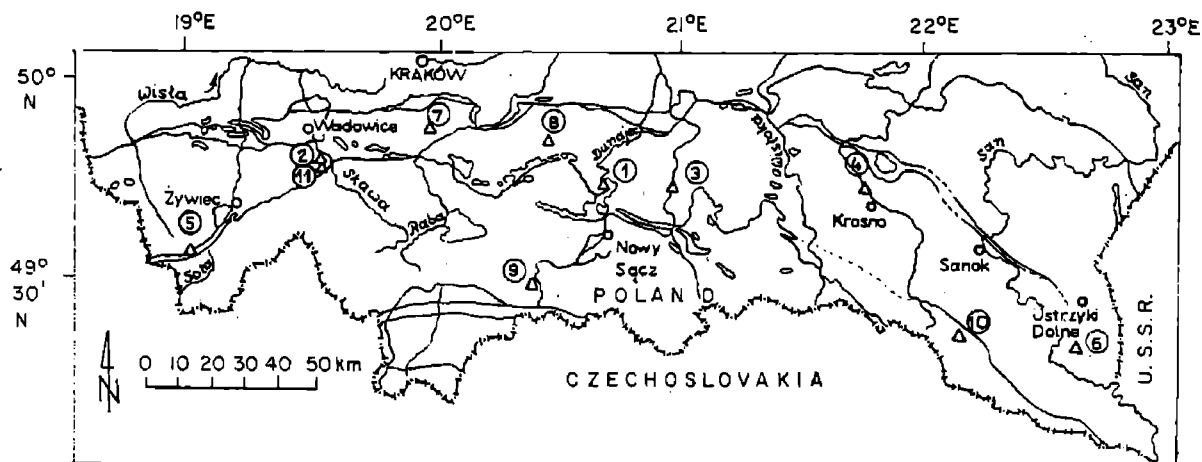 19°E 20°E 21°E 22°E 23°E
50°
N
KRAKÓW
Wisła
San
Wadowice
7
8
Dunajec
Wisłoka
San
2
11
Skawa
1
3
4
Żywiec
5
Raba
Krosno
Soła
Nowy
Sącz
Sanok
49°
30'
N
9
POLAND
10
Ustrzyki
Dolne
6
U.S.S.R.
N
0 10 20 30 40 50 km
CZECHOSLOVAKIA